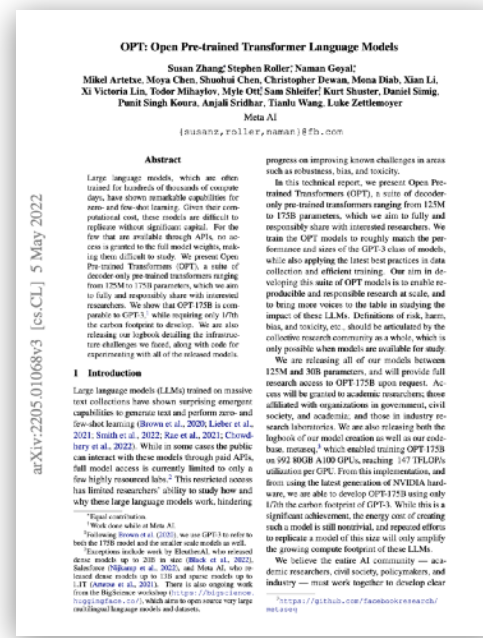 OPT: Open Pre-trained Transformer Language Models
Susan Zhang, Stephen Roller, Naman Goyal,
Mikel Artetxe, Moya Chen, Shuohui Chen, Christopher Dewan, Mona Diab, Xian Li,
Xi Victoria Lin, Todor Mihaylov, Myle Ott, Sam Shleifer, Kurt Shuster, Daniel Simig,
Punit Singh Koura, Anjali Sridhar, Tianlu Wang, Luke Zettlemoyer
Meta AI
{susanz,roller,naman}@fb.com
arXiv:2205.01068v3 [cs.CL] 5 May 2022
Abstract
Large language models, which are often
trained for hundreds of thousands of compute
days, have shown remarkable capabilities for
zero- and few-shot learning. Given their com-
putational cost, these models are difficult to
replicate without significant capital. For the
few that are available through APIs, no ac-
cess is granted to the full model weights, mak-
ing them difficult to study. We present Open
Pre-trained Transformers (OPT), a suite of
decoder-only pre-trained transformers ranging
from 125M to 175B parameters, which we aim
to fully and responsibly share with interested
researchers. We show that OPT-175B is com-
parable to GPT-3,¹ while requiring only 1/7th
the carbon footprint to develop. We are also
releasing our logbook detailing the infrastruc-
ture challenges we faced, along with code for
experimenting with all of the released models.
1 Introduction
Large language models (LLMs) trained on massive
text collections have shown surprising emergent
capabilities to generate text and perform zero- and
few-shot learning (Brown et al., 2020; Lieber et al.,
2021; Smith et al., 2022; Rae et al., 2021; Chowd-
hery et al., 2022). While in some cases the public
can interact with these models through paid APIs,
full model access is currently limited to only a
few highly resourced labs.² This restricted access
has limited researchers' ability to study how and
why these large language models work, hindering
*Equal contribution.
†Work done while at Meta AI.
¹Following Brown et al. (2020), we use GPT-3 to refer to
both the 175B model and the smaller scale models as well.
²Exceptions include work by EleutherAI, who released
dense models up to 20B in size (Black et al., 2022),
Salesforce (Nijkamp et al., 2022), and Meta AI, who re-
leased dense models up to 13B and sparse models up to
1.1T (Artetxe et al., 2021). There is also ongoing work
from the BigScience workshop (https://bigscience.
huggingface.co/), which aims to open source very large
multilingual language models and datasets.
progress on improving known challenges in areas
such as robustness, bias, and toxicity.
In this technical report, we present Open Pre-
trained Transformers (OPT), a suite of decoder-
only pre-trained transformers ranging from 125M
to 175B parameters, which we aim to fully and
responsibly share with interested researchers. We
train the OPT models to roughly match the per-
formance and sizes of the GPT-3 class of models,
while also applying the latest best practices in data
collection and efficient training. Our aim in de-
veloping this suite of OPT models is to enable re-
producible and responsible research at scale, and
to bring more voices to the table in studying the
impact of these LLMs. Definitions of risk, harm,
bias, and toxicity, etc., should be articulated by the
collective research community as a whole, which is
only possible when models are available for study.
We are releasing all of our models between
125M and 30B parameters, and will provide full
research access to OPT-175B upon request. Ac-
cess will be granted to academic researchers; those
affiliated with organizations in government, civil
society, and academia; and those in industry re-
search laboratories. We are also releasing both the
logbook of our model creation as well as our code-
base, metaseq,³ which enabled training OPT-175B
on 992 80GB A100 GPUs, reaching 147 TFLOP/s
utilization per GPU. From this implementation, and
from using the latest generation of NVIDIA hard-
ware, we are able to develop OPT-175B using only
1/7th the carbon footprint of GPT-3. While this is a
significant achievement, the energy cost of creating
such a model is still nontrivial, and repeated efforts
to replicate a model of this size will only amplify
the growing compute footprint of these LLMs.
We believe the entire AI community — aca-
demic researchers, civil society, policymakers, and
industry — must work together to develop clear
³https://github.com/facebookresearch/
metaseq